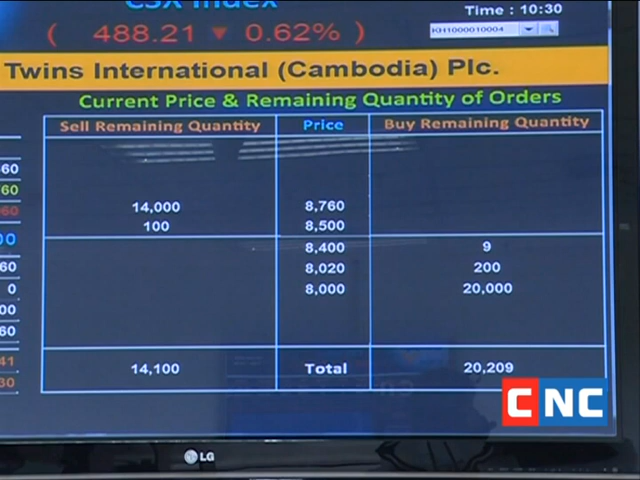 CSX Index
Time : 10:30
( 488.21 ▼ 0.62% )
KH1000010004
Twins International (Cambodia) Plc.
Current Price & Remaining Quantity of Orders
Sell Remaining Quantity Price Buy Remaining Quantity
14,000 8,760
100 8,500
8,400 9
8,020 200
8,000 20,000
14,100 Total 20,209
CNC
LG